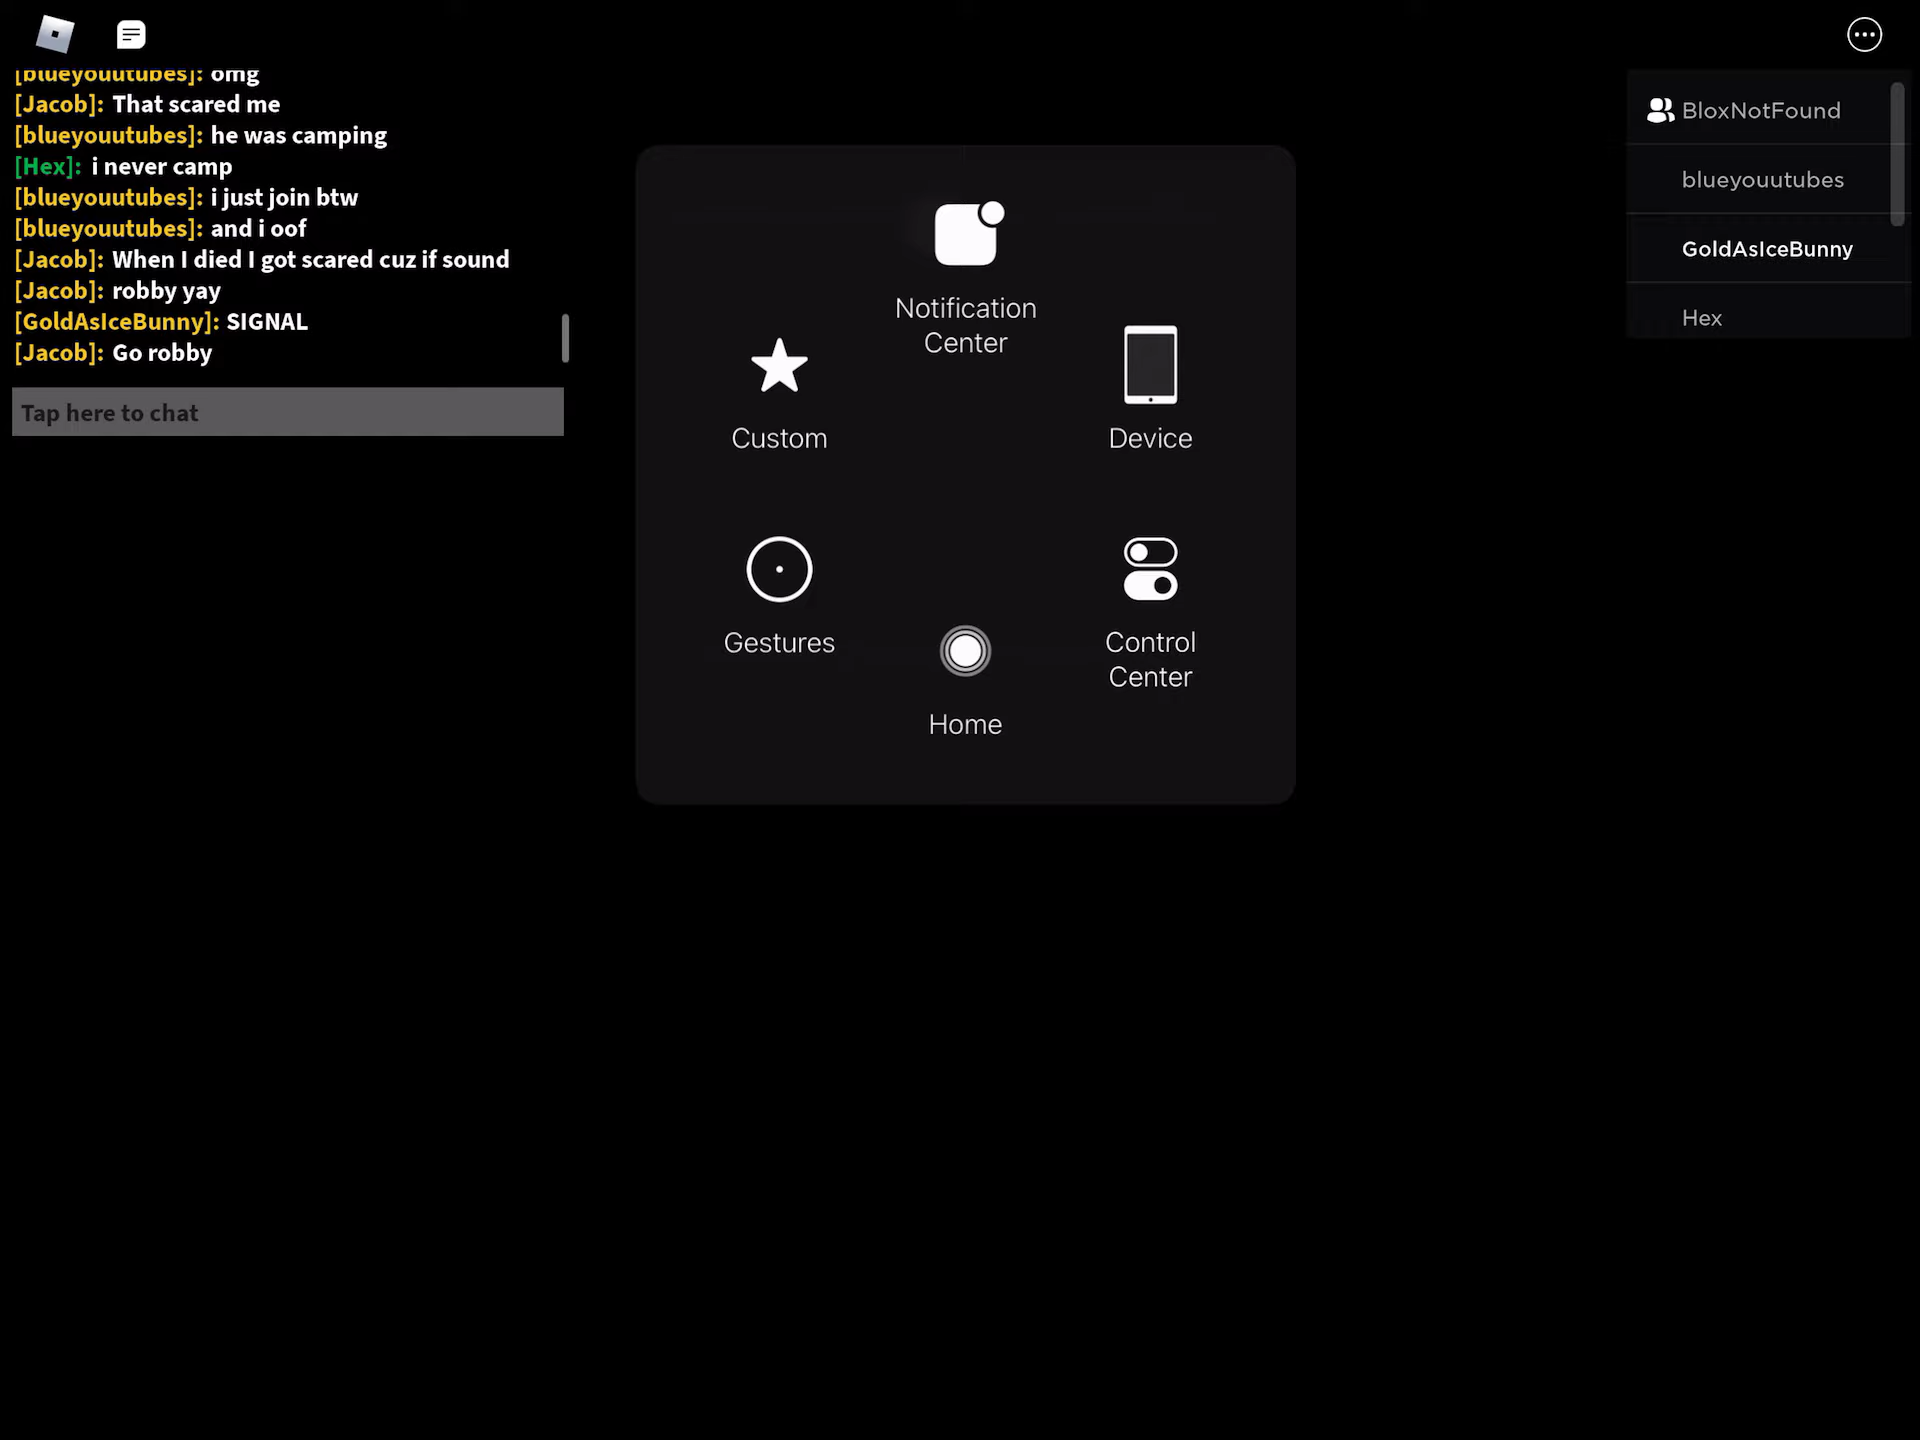 [blueyouutubes]: omg
[Jacob]: That scared me
[blueyouutubes]: he was camping
[Hex]: i never camp
[blueyouutubes]: i just join btw
[blueyouutubes]: and i oof
[Jacob]: When I died I got scared cuz if sound
[Jacob]: robby yay
[GoldAsIceBunny]: SIGNAL
[Jacob]: Go robby
Tap here to chat
Notification
Center
Custom
Device
Gestures
Control
Center
Home
BloxNotFound
blueyouutubes
GoldAsIceBunny
Hex